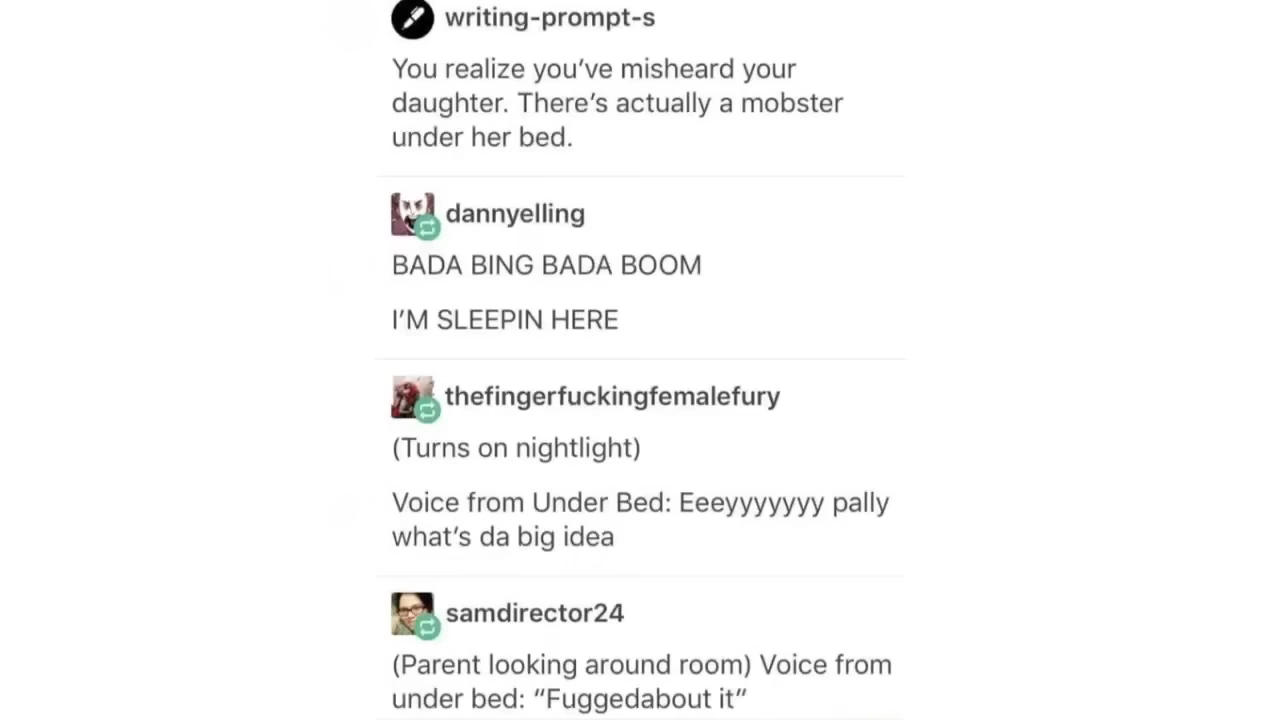 writing-prompt-s
You realize you’ve misheard your
daughter. There’s actually a mobster
under her bed.
dannyelling
BADA BING BADA BOOM
I’M SLEEPIN HERE
thefingerfuckingfemalefury
(Turns on nightlight)
Voice from Under Bed: Eeeyyyyyyy pally
what’s da big idea
samdirector24
(Parent looking around room) Voice from
under bed: “Fuggedabout it”